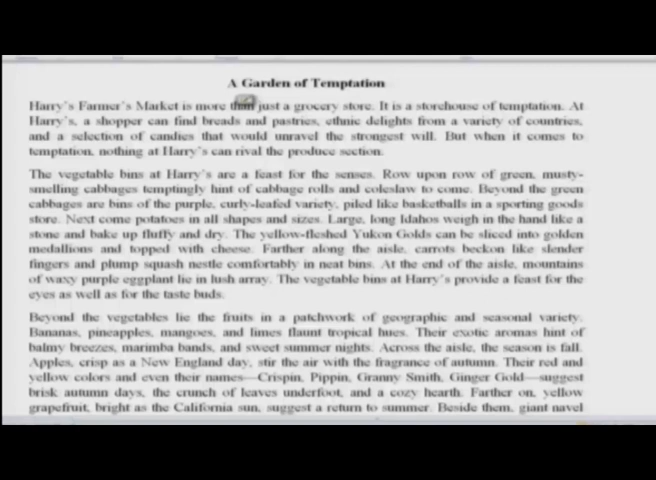 A Garden of Temptation
Harry's Farmer's Market is more than just a grocery store. It is a storehouse of temptation. At
Harry's, a shopper can find breads and pastries, ethnic delights from a variety of countries,
and a selection of candies that would unravel the strongest will. But when it comes to
temptation, nothing at Harry's can rival the produce section.
The vegetable bins at Harry's are a feast for the senses. Row upon row of green, musty-
smelling cabbages temptingly hint of cabbage rolls and coleslaw to come. Beyond the green
cabbages are bins of the purple, curly-leafed variety, piled like basketballs in a sporting goods
store. Next come potatoes in all shapes and sizes. Large, long Idahos weigh in the hand like a
stone and bake up fluffy and dry. The yellow-fleshed Yukon Golds can be sliced into golden
medallions and topped with cheese. Farther along the aisle, carrots beckon like slender
fingers and plump squash nestle comfortably in neat bins. At the end of the aisle, mountains
of waxy purple eggplant lie in lush array. The vegetable bins at Harry's provide a feast for the
eyes as well as for the taste buds.
Beyond the vegetables lie the fruits in a patchwork of geographic and seasonal variety.
Bananas, pineapples, mangoes, and limes flaunt tropical hues. Their exotic aromas hint of
balmy breezes, marimba bands, and sweet summer nights. Across the aisle, the season is fall.
Apples, crisp as a New England day, stir the air with the fragrance of autumn. Their red and
yellow colors and even their names—Crispin, Pippin, Granny Smith, Ginger Gold—suggest
brisk autumn days, the crunch of leaves underfoot, and a cozy hearth. Farther on, yellow
grapefruit, bright as the California sun, suggest a return to summer. Beside them, giant navel